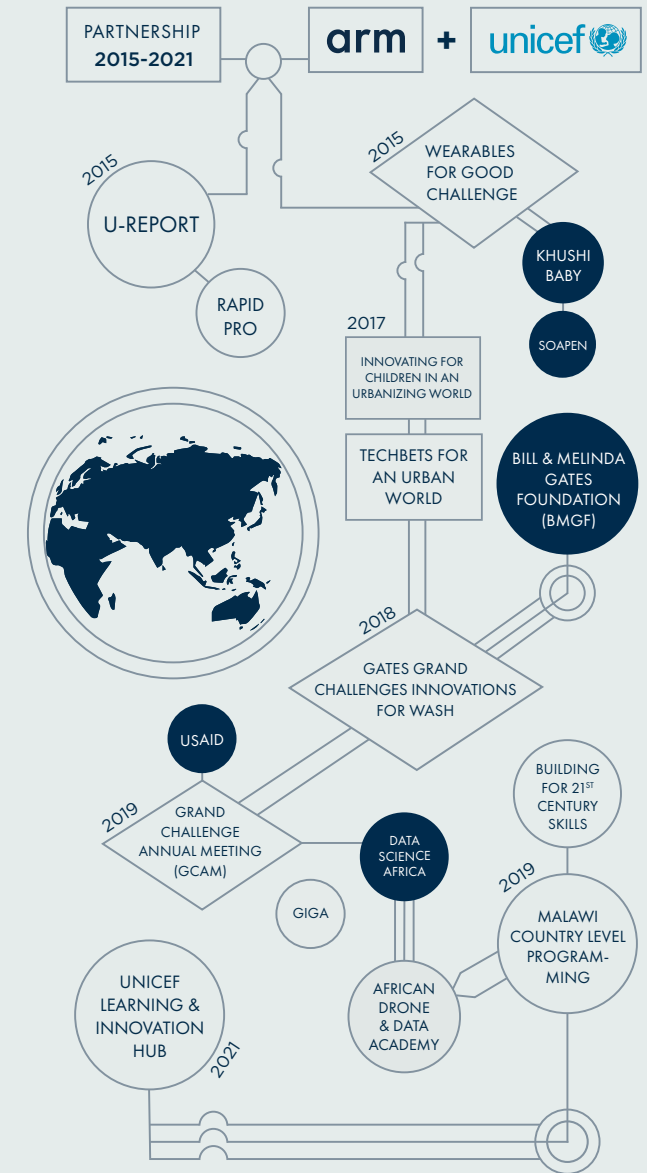 PARTNERSHIP
2015-2021
arm
+
unicef
2015
WEARABLES
FOR GOOD
CHALLENGE
2015
U-REPORT
RAPID
PRO
KHUSHI
BABY
SOAPEN
2017
INNOVATING FOR
CHILDREN IN AN
URBANIZING WORLD
TECHBETS FOR
AN URBAN
WORLD
BILL & MELINDA
GATES
FOUNDATION
(BMGF)
2018
GATES GRAND
CHALLENGES INNOVATIONS
FOR WASH
USAID
2019
GRAND
CHALLENGE
ANNUAL MEETING
(GCAM)
DATA
SCIENCE
AFRICA
BUILDING
FOR 21ST
CENTURY
SKILLS
GIGA
2019
MALAWI
COUNTRY LEVEL
PROGRAM-
MING
AFRICAN
DRONE
& DATA
ACADEMY
UNICEF
LEARNING &
INNOVATION
HUB
2021